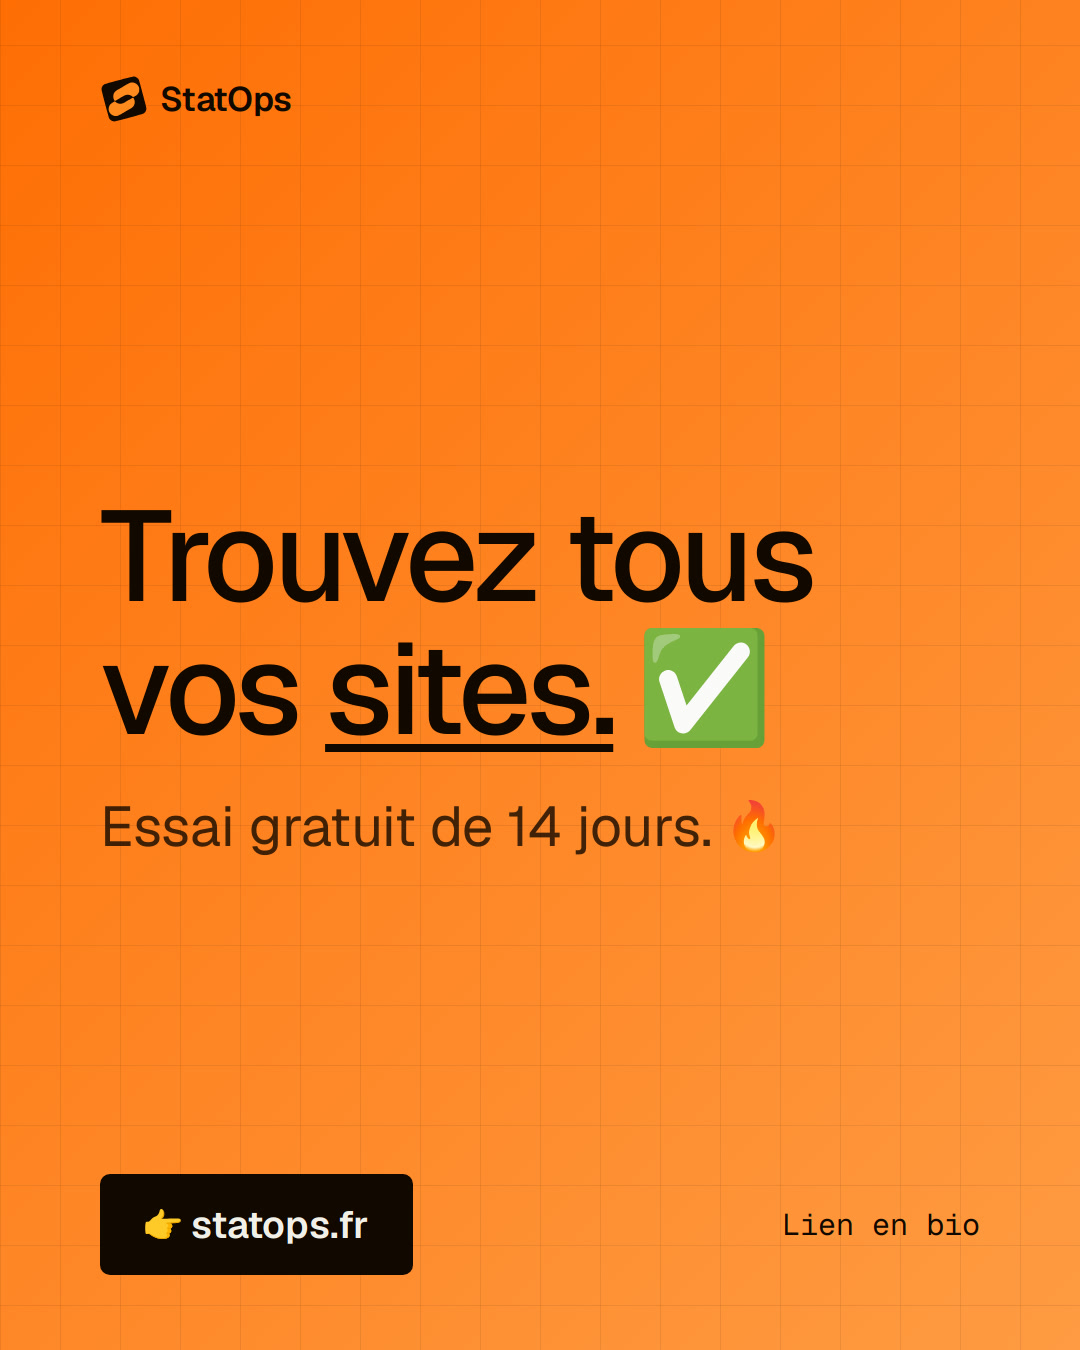 StatOps
Trouvez tous
vos sites. ✅
Essai gratuit de 14 jours. 🔥
👉 statops.fr
Lien en bio